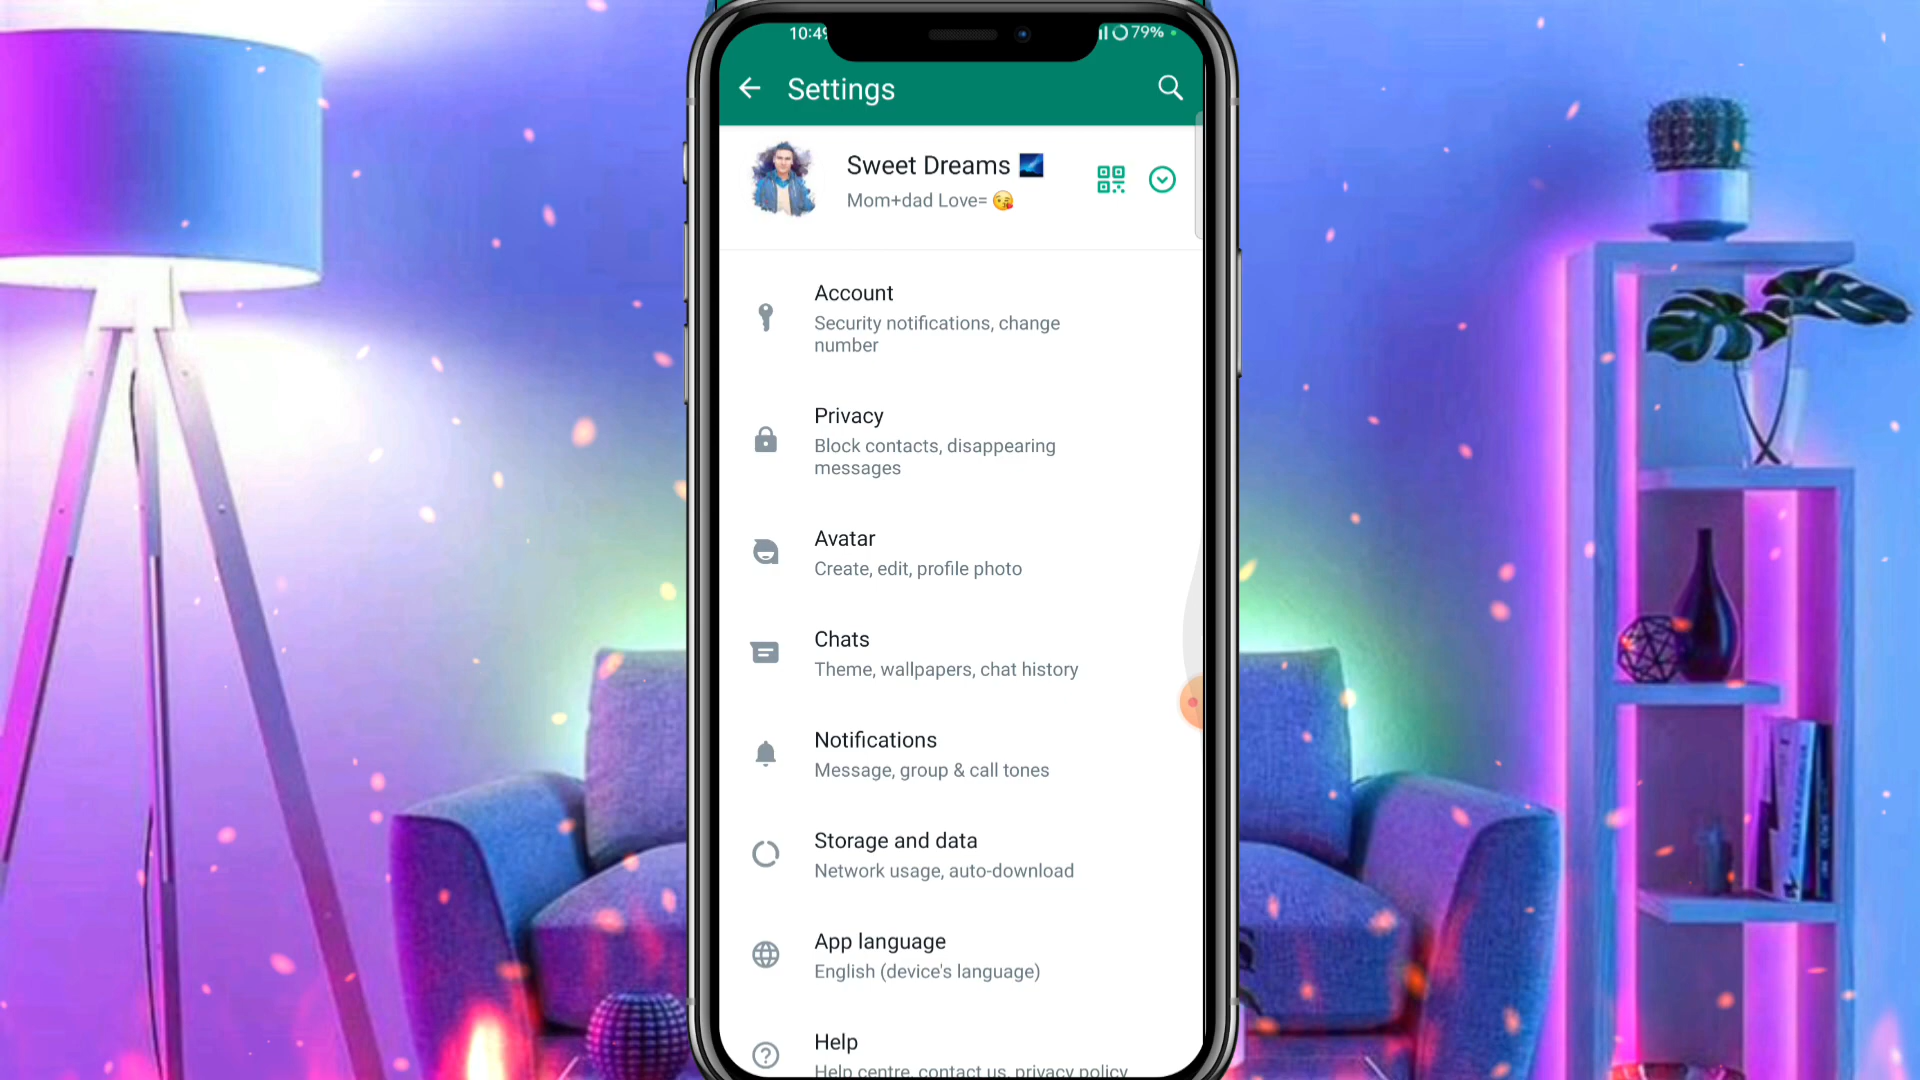 10:49
79%
Settings
Sweet Dreams 🌌
Mom+dad Love= 😘
Account
Security notifications, change
number
Privacy
Block contacts, disappearing
messages
Avatar
Create, edit, profile photo
Chats
Theme, wallpapers, chat history
Notifications
Message, group & call tones
Storage and data
Network usage, auto-download
App language
English (device's language)
Help
Help centre, contact us, privacy policy